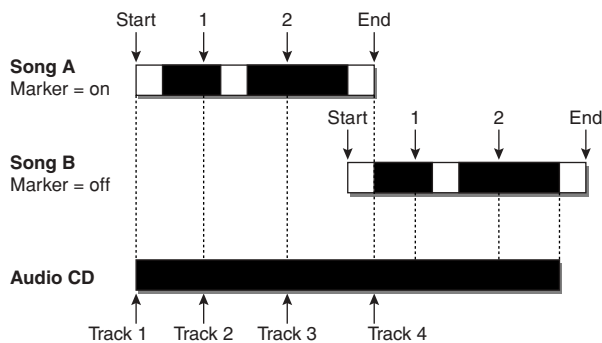 Start 1 2 End
Song A
Marker = on
Start 1 2 End
Song B
Marker = off
Audio CD
Track 1 Track 2 Track 3 Track 4